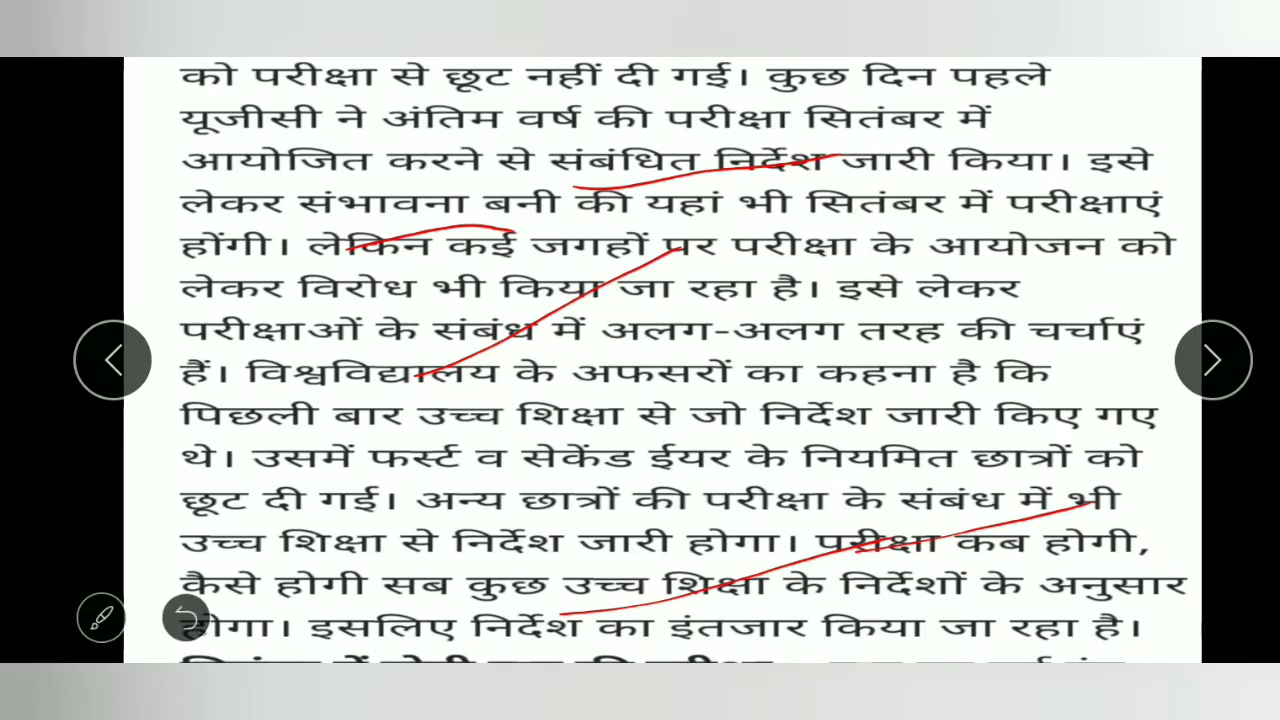 को परीक्षा से छूट नहीं दी गई। कुछ दिन पहले
यूजीसी ने अंतिम वर्ष की परीक्षा सितंबर में
आयोजित करने से संबंधित निर्देश जारी किया। इसे
लेकर संभावना बनी की यहां भी सितंबर में परीक्षाएं
होंगी। लेकिन कई जगहों पर परीक्षा के आयोजन को
लेकर विरोध भी किया जा रहा है। इसे लेकर
परीक्षाओं के संबंध में अलग-अलग तरह की चर्चाएं
हैं। विश्वविद्यालय के अफसरों का कहना है कि
पिछली बार उच्च शिक्षा से जो निर्देश जारी किए गए
थे। उसमें फर्स्ट व सेकेंड ईयर के नियमित छात्रों को
छूट दी गई। अन्य छात्रों की परीक्षा के संबंध में भी
उच्च शिक्षा से निर्देश जारी होगा। परीक्षा कब होगी,
कैसे होगी सब कुछ उच्च शिक्षा के निर्देशों के अनुसार
होगा। इसलिए निर्देश का इंतजार किया जा रहा है।